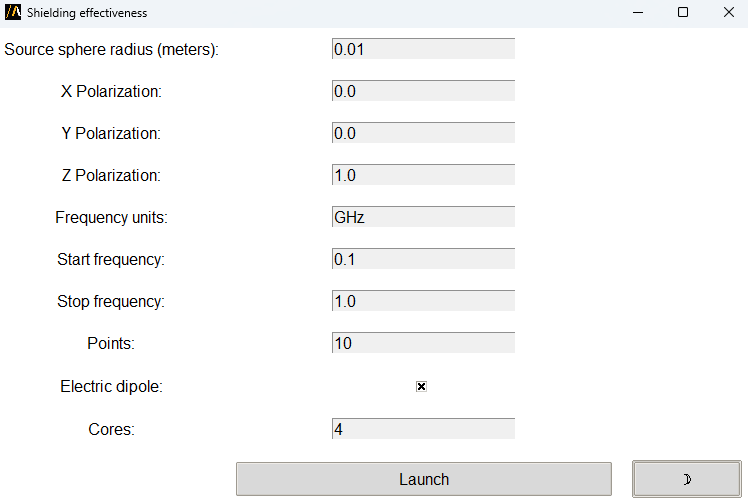 Shielding effectiveness
Source sphere radius (meters): 0.01
X Polarization: 0.0
Y Polarization: 0.0
Z Polarization: 1.0
Frequency units: GHz
Start frequency: 0.1
Stop frequency: 1.0
Points: 10
Electric dipole:
Cores: 4
Launch